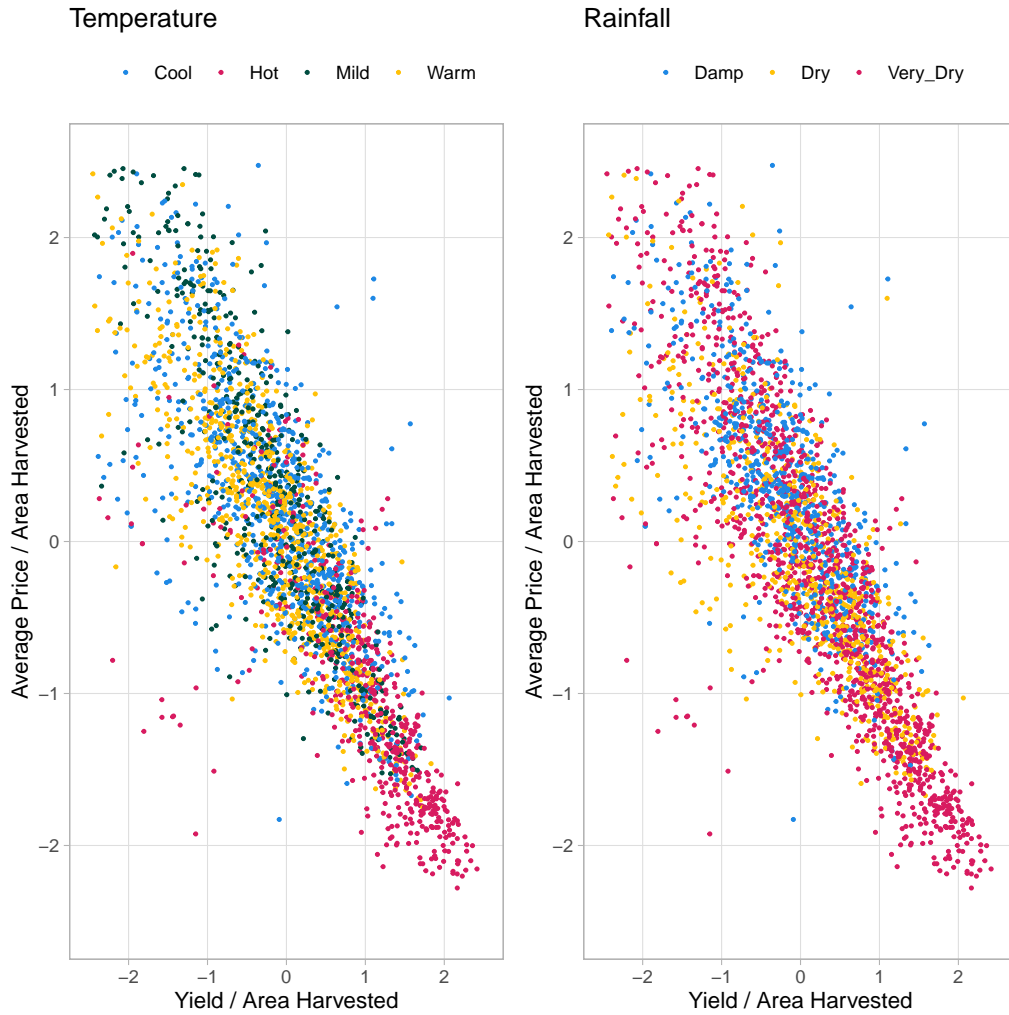 Temperature
Cool Hot Mild Warm
Average Price / Area Harvested
2
1
0
−1
−2
−2 −1 0 1 2
Yield / Area Harvested
Rainfall
Damp Dry Very_Dry
Average Price / Area Harvested
2
1
0
−1
−2
−2 −1 0 1 2
Yield / Area Harvested